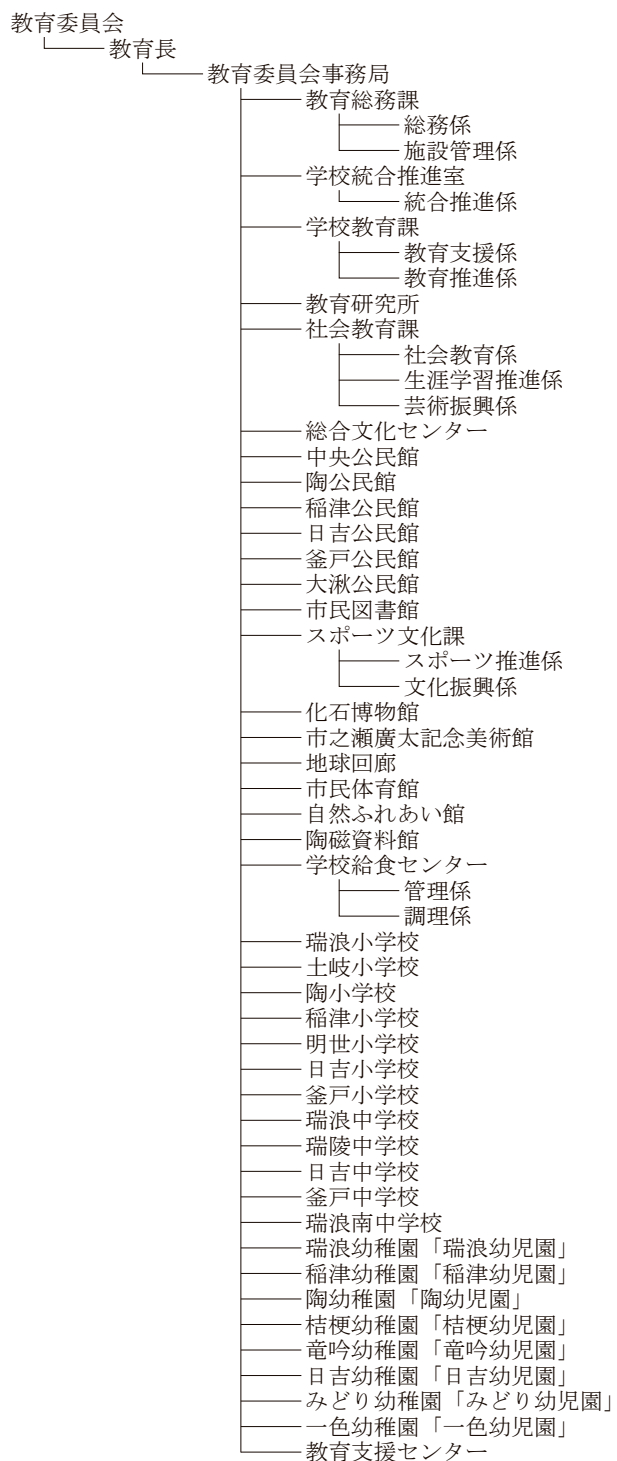 教育委員会
教育長
教育委員会事務局
教育総務課
総務係
施設管理係
学校統合推進室
統合推進係
学校教育課
教育支援係
教育推進係
教育研究所
社会教育課
社会教育係
生涯学習推進係
芸術振興係
総合文化センター
中央公民館
陶公民館
稲津公民館
日吉公民館
釜戸公民館
大湫公民館
市民図書館
スポーツ文化課
スポーツ推進係
文化振興係
化石博物館
市之瀬廣太記念美術館
地球回廊
市民体育館
自然ふれあい館
陶磁資料館
学校給食センター
管理係
調理係
瑞浪小学校
土岐小学校
陶小学校
稲津小学校
明世小学校
日吉小学校
釜戸小学校
瑞浪中学校
瑞陵中学校
日吉中学校
釜戸中学校
瑞浪南中学校
瑞浪幼稚園「瑞浪幼児園」
稲津幼稚園「稲津幼児園」
陶幼稚園「陶幼児園」
桔梗幼稚園「桔梗幼児園」
竜吟幼稚園「竜吟幼児園」
日吉幼稚園「日吉幼児園」
みどり幼稚園「みどり幼児園」
一色幼稚園「一色幼児園」
教育支援センター